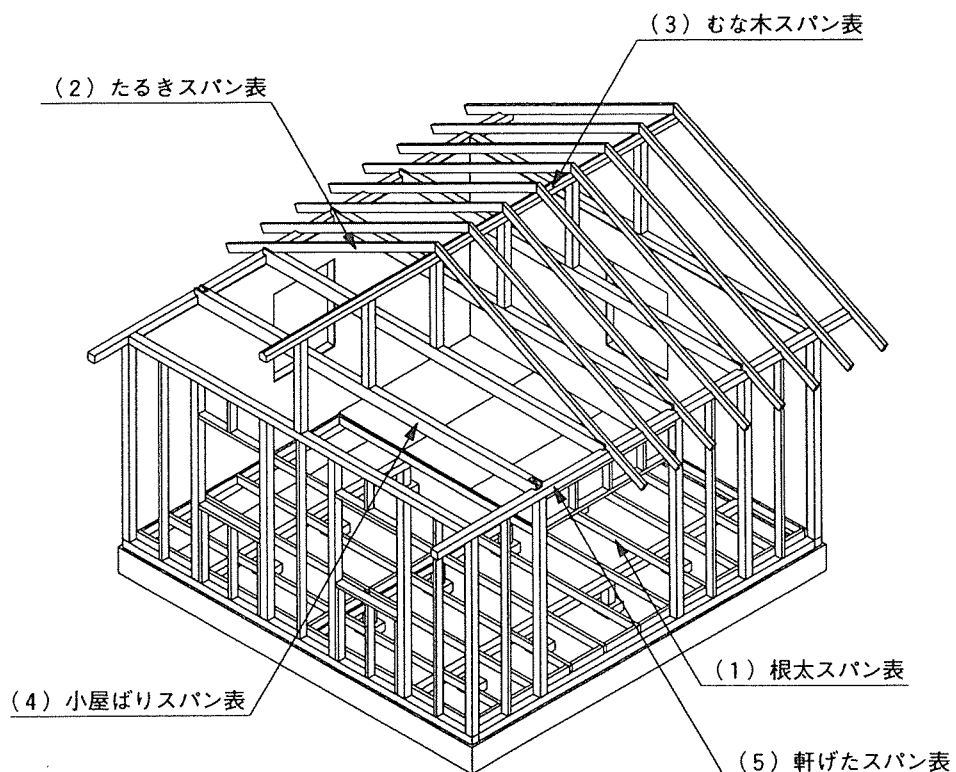 （3）むな木スパン表
（2）たるきスパン表
（1）根太スパン表
（4）小屋ばりスパン表
（5）軒げたスパン表